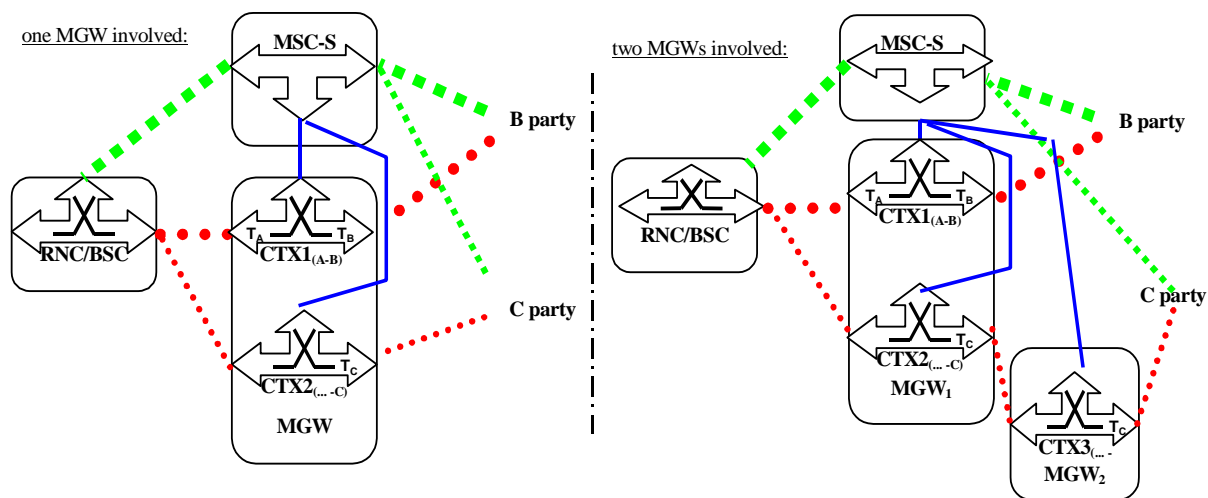 one MGW involved:
MSC-S
B party
RNC/BSC
TA TB
CTX1(A-B)
C party
TC
CTX2(... -C)
MGW
two MGWs involved:
MSC-S
B party
RNC/BSC
TA TB
CTX1(A-B)
C party
TC
CTX2(... -C)
MGW1
TC
CTX3(... -
MGW2